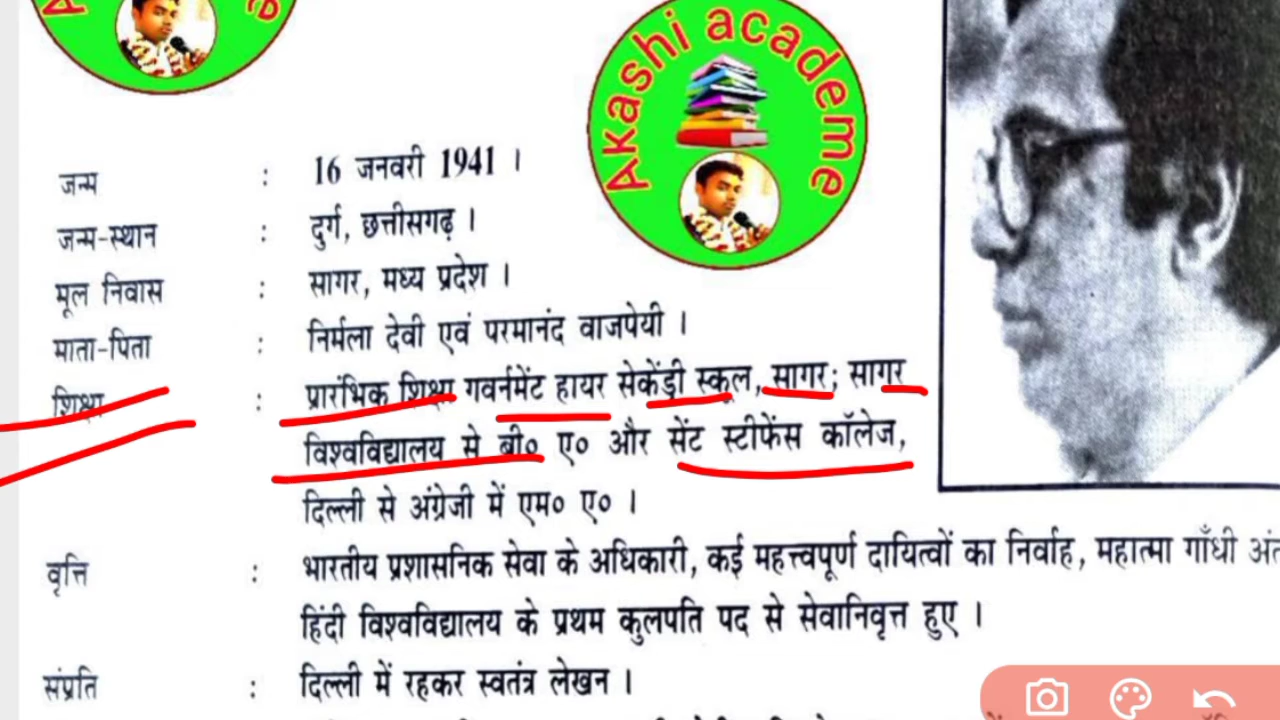 Akashi academe
जन्म : 16 जनवरी 1941 ।
जन्म-स्थान : दुर्ग, छत्तीसगढ़ ।
मूल निवास : सागर, मध्य प्रदेश ।
माता-पिता : निर्मला देवी एवं परमानंद वाजपेयी ।
शिक्षा : प्रारंभिक शिक्षा गवर्नमेंट हायर सेकेंड्री स्कूल, सागर; सागर
विश्वविद्यालय से बी० ए० और सेंट स्टीफेंस कॉलेज,
दिल्ली से अंग्रेजी में एम० ए० ।
वृत्ति : भारतीय प्रशासनिक सेवा के अधिकारी, कई महत्त्वपूर्ण दायित्वों का निर्वाह, महात्मा गाँधी
हिंदी विश्वविद्यालय के प्रथम कुलपति पद से सेवानिवृत्त हुए ।
संप्रति : दिल्ली में रहकर स्वतंत्र लेखन ।